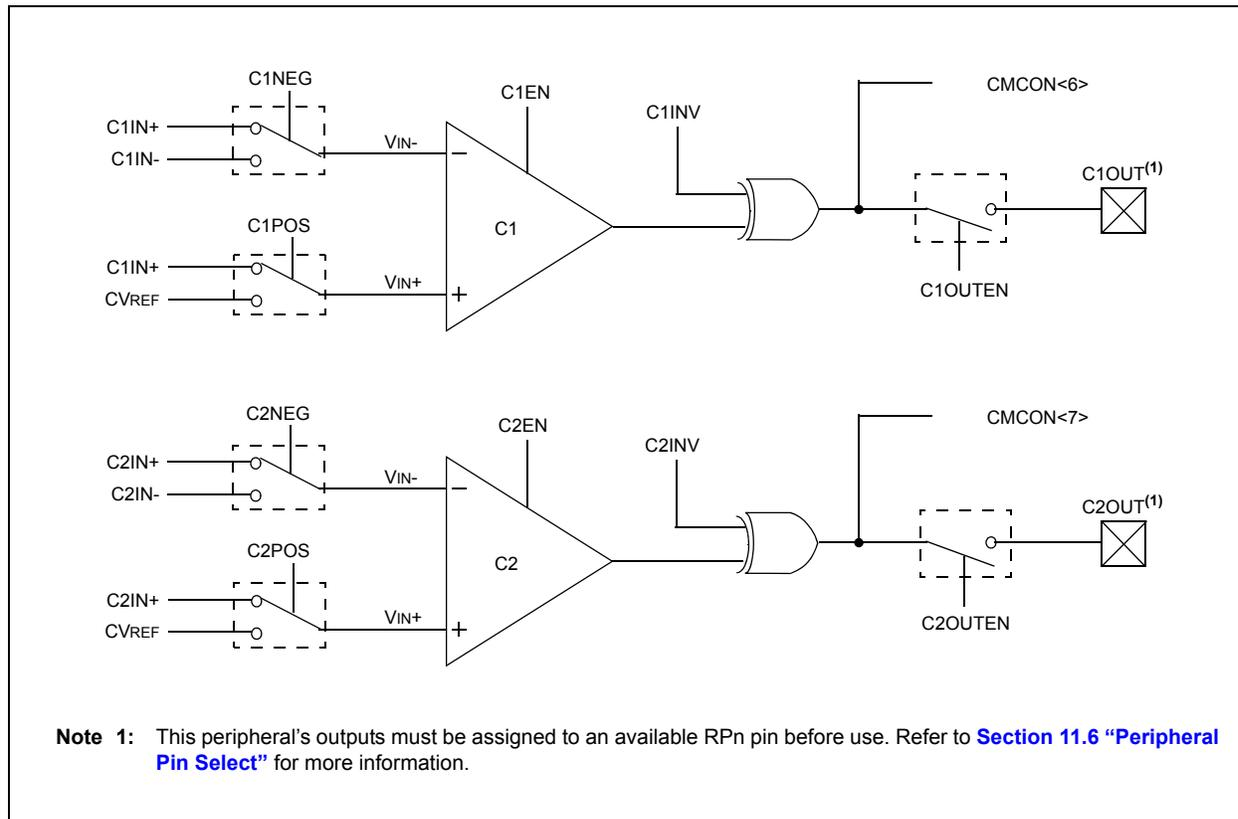 C1NEG
C1EN
C1INV
CMCON<6>
C1IN+
C1IN-
VIN-
−
C1OUT(1)
C1POS
C1
C1IN+
CVREF
VIN+
+
C1OUTEN
C2NEG
C2EN
C2INV
CMCON<7>
C2IN+
C2IN-
VIN-
−
C2OUT(1)
C2POS
C2
C2IN+
CVREF
VIN+
+
C2OUTEN
Note 1: This peripheral’s outputs must be assigned to an available RPn pin before use. Refer to Section 11.6 “Peripheral
Pin Select” for more information.